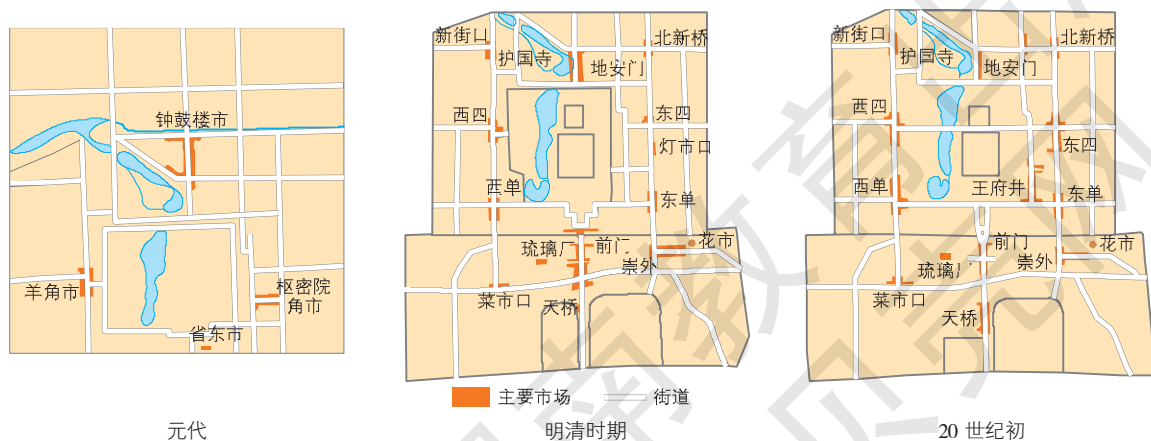 钟鼓楼市
羊角市
枢密院
角市
省东市
元代
新街口
护国寺
地安门
北新桥
西四
东四
灯市口
西单
东单
琉璃厂
前门
崇外
花市
菜市口
天桥
主要市场
街道
明清时期
新街口
护国寺
地安门
北新桥
西四
东四
西单
王府井
东单
琉璃厂
前门
崇外
花市
菜市口
天桥
20 世纪初